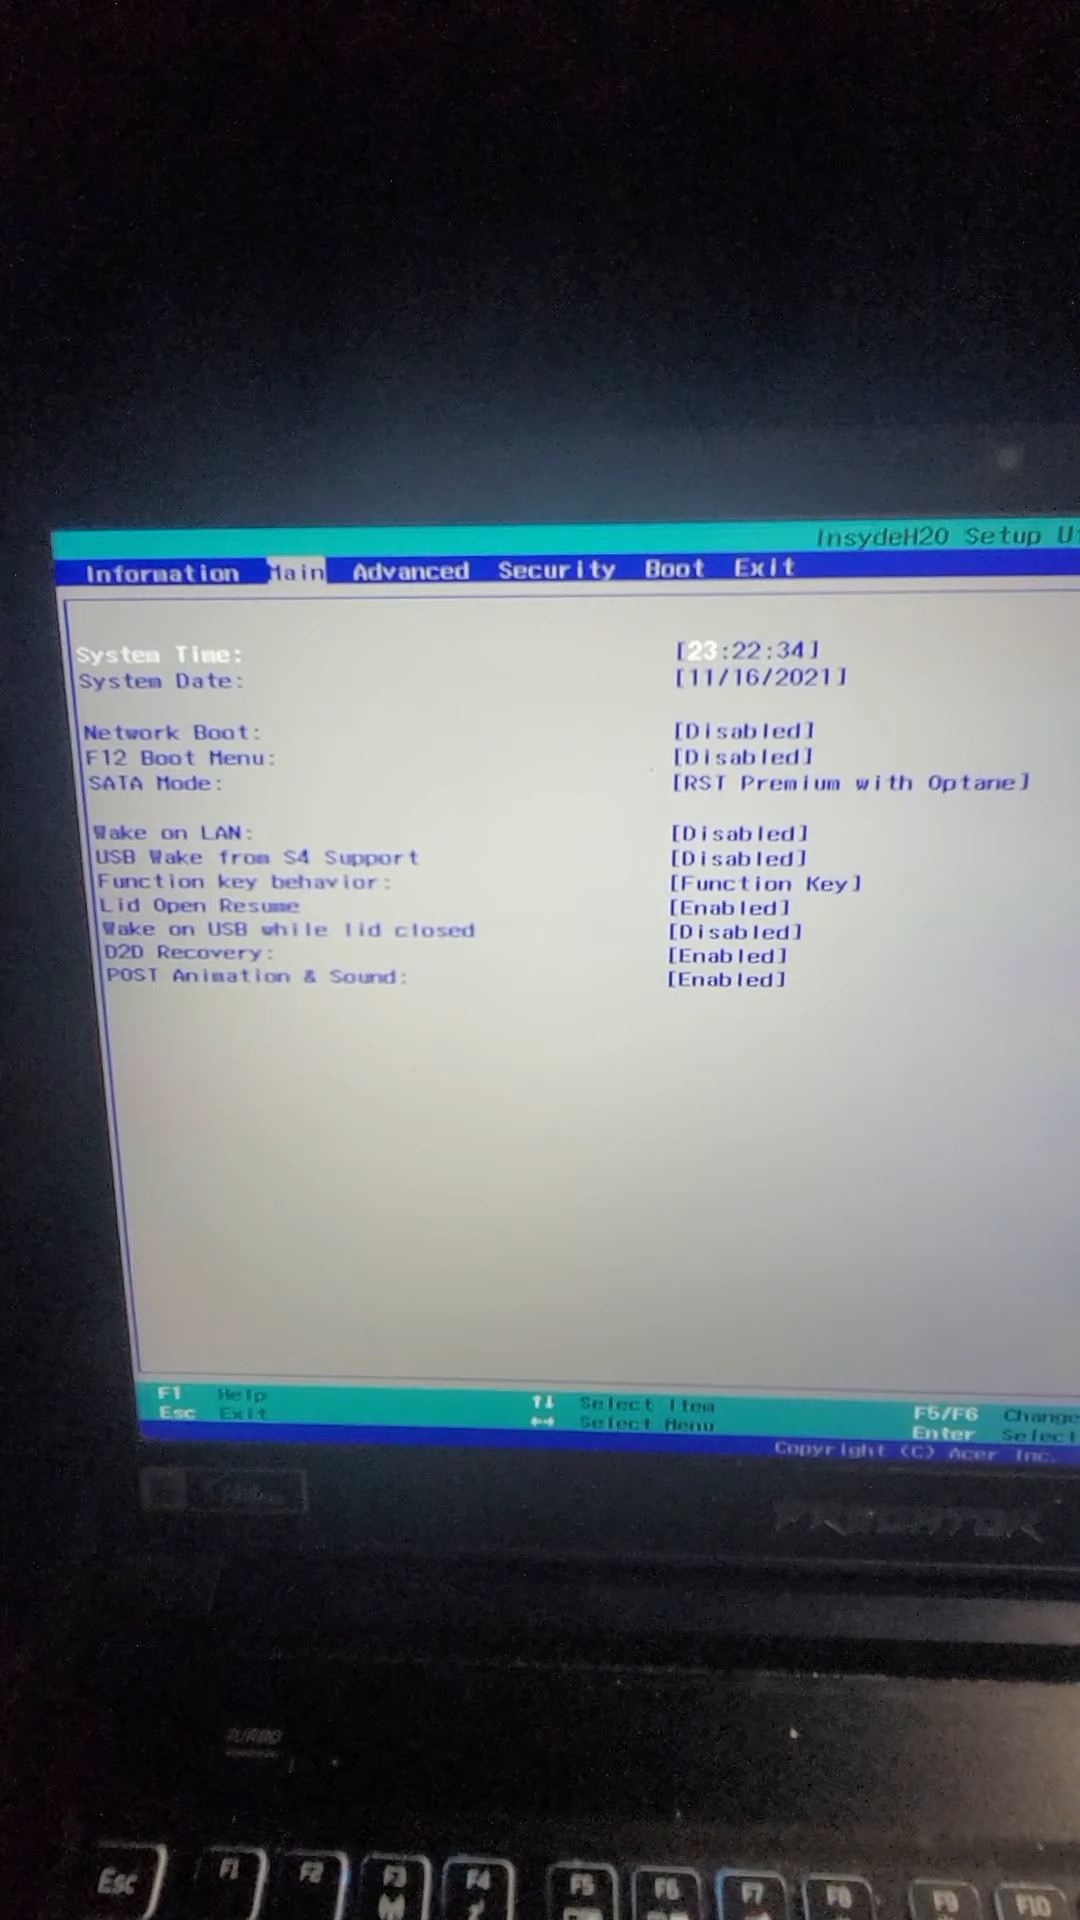 InsydeH20 Setup
Information Main Advanced Security Boot Exit
System Time: [23:22:34]
System Date: [11/16/2021]
Network Boot: [Disabled]
F12 Boot Menu: [Disabled]
SATA Mode: [RST Premium with Optane]
Wake on LAN: [Disabled]
USB Wake from S4 Support [Disabled]
Function key behavior: [Function Key]
Lid Open Resume [Enabled]
Wake on USB while lid closed [Disabled]
D2D Recovery: [Enabled]
POST Animation & Sound: [Enabled]
F1 Help ↑↓ Select Item F5/F6 Change
Esc Exit ↔ Select Menu Enter Select
Copyright (C) Acer Inc.
PREDATOR
TURBO
Esc F1 F2 F3 F4 F5 F6 F7 F8 F9 F10